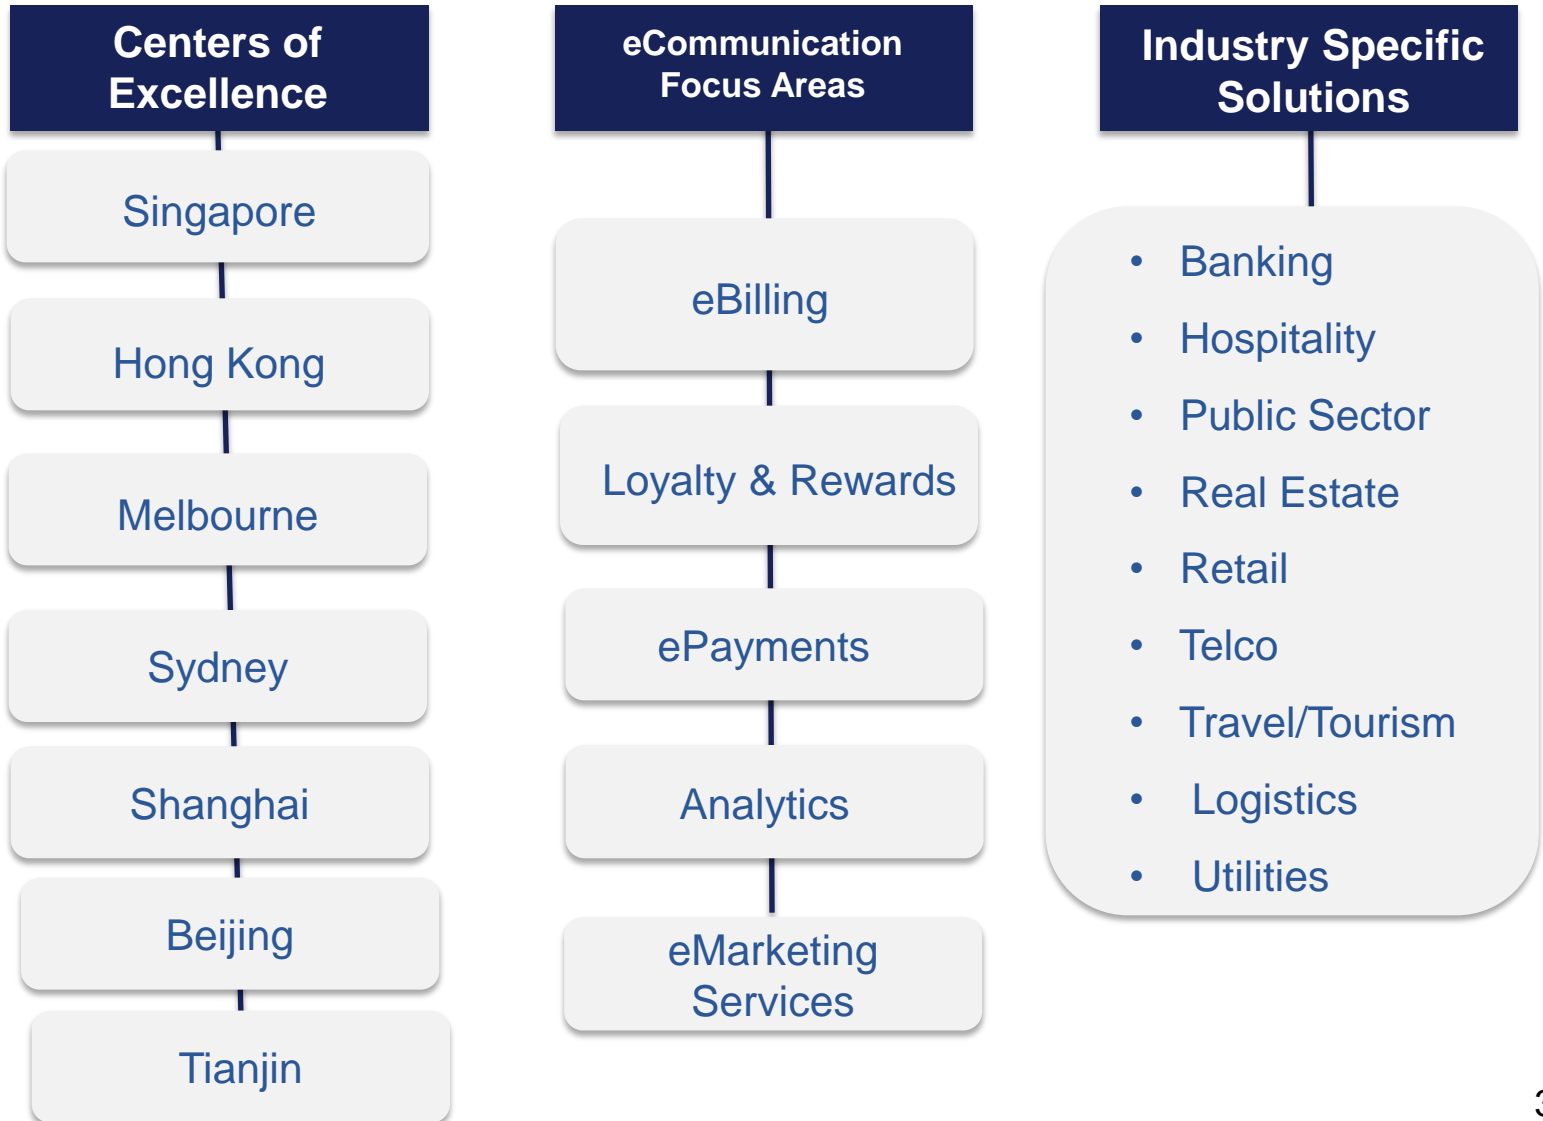 Centers of
Excellence
Singapore
Hong Kong
Melbourne
Sydney
Shanghai
Beijing
Tianjin
eCommunication
Focus Areas
eBilling
Loyalty & Rewards
ePayments
Analytics
eMarketing
Services
Industry Specific
Solutions
• Banking
• Hospitality
• Public Sector
• Real Estate
• Retail
• Telco
• Travel/Tourism
• Logistics
• Utilities
3